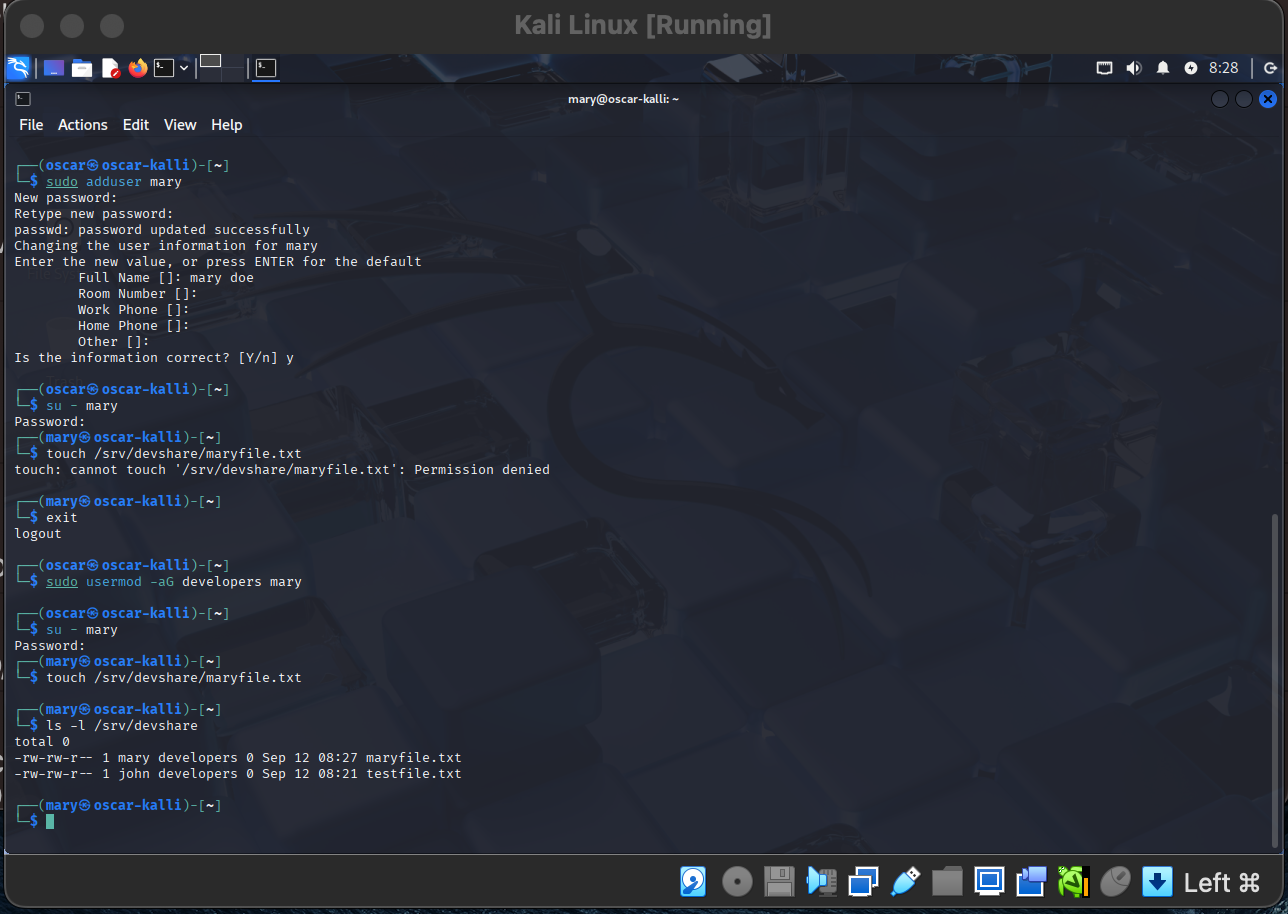 Kali Linux [Running]
8:28
mary@oscar-kalli: ~
File Actions Edit View Help
┌──(oscar㉿oscar-kalli)-[~]
└─$ sudo adduser mary
New password:
Retype new password:
passwd: password updated successfully
Changing the user information for mary
Enter the new value, or press ENTER for the default
Full Name []: mary doe
Room Number []:
Work Phone []:
Home Phone []:
Other []:
Is the information correct? [Y/n] y
┌──(oscar㉿oscar-kalli)-[~]
└─$ su - mary
Password:
┌──(mary㉿oscar-kalli)-[~]
└─$ touch /srv/devshare/maryfile.txt
touch: cannot touch '/srv/devshare/maryfile.txt': Permission denied
┌──(mary㉿oscar-kalli)-[~]
└─$ exit
logout
┌──(oscar㉿oscar-kalli)-[~]
└─$ sudo usermod -aG developers mary
┌──(oscar㉿oscar-kalli)-[~]
└─$ su - mary
Password:
┌──(mary㉿oscar-kalli)-[~]
└─$ touch /srv/devshare/maryfile.txt
┌──(mary㉿oscar-kalli)-[~]
└─$ ls -l /srv/devshare
total 0
-rw-rw-r-- 1 mary developers 0 Sep 12 08:27 maryfile.txt
-rw-rw-r-- 1 john developers 0 Sep 12 08:21 testfile.txt
┌──(mary㉿oscar-kalli)-[~]
└─$
Left ⌘